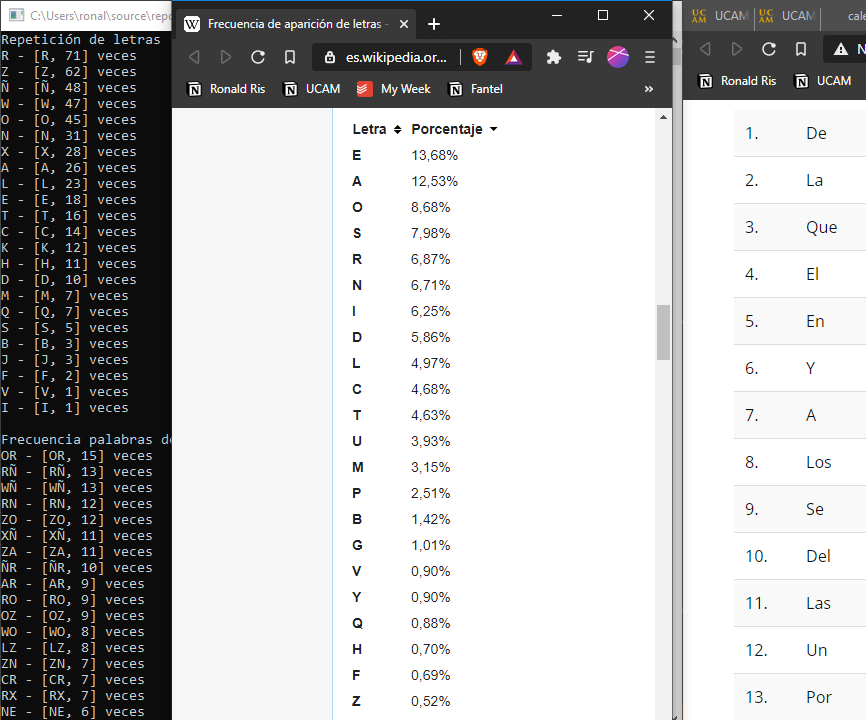 C:\Users\ronal\source\repo
Repetición de letras
R - [R, 71] veces
Z - [Z, 62] veces
Ñ - [Ñ, 48] veces
W - [W, 47] veces
O - [O, 45] veces
N - [N, 31] veces
X - [X, 28] veces
A - [A, 26] veces
L - [L, 23] veces
E - [E, 18] veces
T - [T, 16] veces
C - [C, 14] veces
K - [K, 12] veces
H - [H, 11] veces
D - [D, 10] veces
M - [M, 7] veces
Q - [Q, 7] veces
S - [S, 5] veces
B - [B, 3] veces
J - [J, 3] veces
F - [F, 2] veces
V - [V, 1] veces
I - [I, 1] veces
Frecuencia palabras de
OR - [OR, 15] veces
RÑ - [RÑ, 13] veces
WÑ - [WÑ, 13] veces
RN - [RN, 12] veces
ZO - [ZO, 12] veces
XÑ - [XÑ, 11] veces
ZA - [ZA, 11] veces
ÑR - [ÑR, 10] veces
AR - [AR, 9] veces
RO - [RO, 9] veces
OZ - [OZ, 9] veces
WO - [WO, 8] veces
LZ - [LZ, 8] veces
ZN - [ZN, 7] veces
CR - [CR, 7] veces
RX - [RX, 7] veces
NE - [NE, 6] veces
W Frecuencia de aparición de letras -
es.wikipedia.or...
Ronald Ris UCAM My Week Fantel »
Letra Porcentaje
E 13,68%
A 12,53%
O 8,68%
S 7,98%
R 6,87%
N 6,71%
I 6,25%
D 5,86%
L 4,97%
C 4,68%
T 4,63%
U 3,93%
M 3,15%
P 2,51%
B 1,42%
G 1,01%
V 0,90%
Y 0,90%
Q 0,88%
H 0,70%
F 0,69%
Z 0,52%
UCAM UCAM UCAM UCAM cale
N
Ronald Ris UCAM
1. De
2. La
3. Que
4. El
5. En
6. Y
7. A
8. Los
9. Se
10. Del
11. Las
12. Un
13. Por